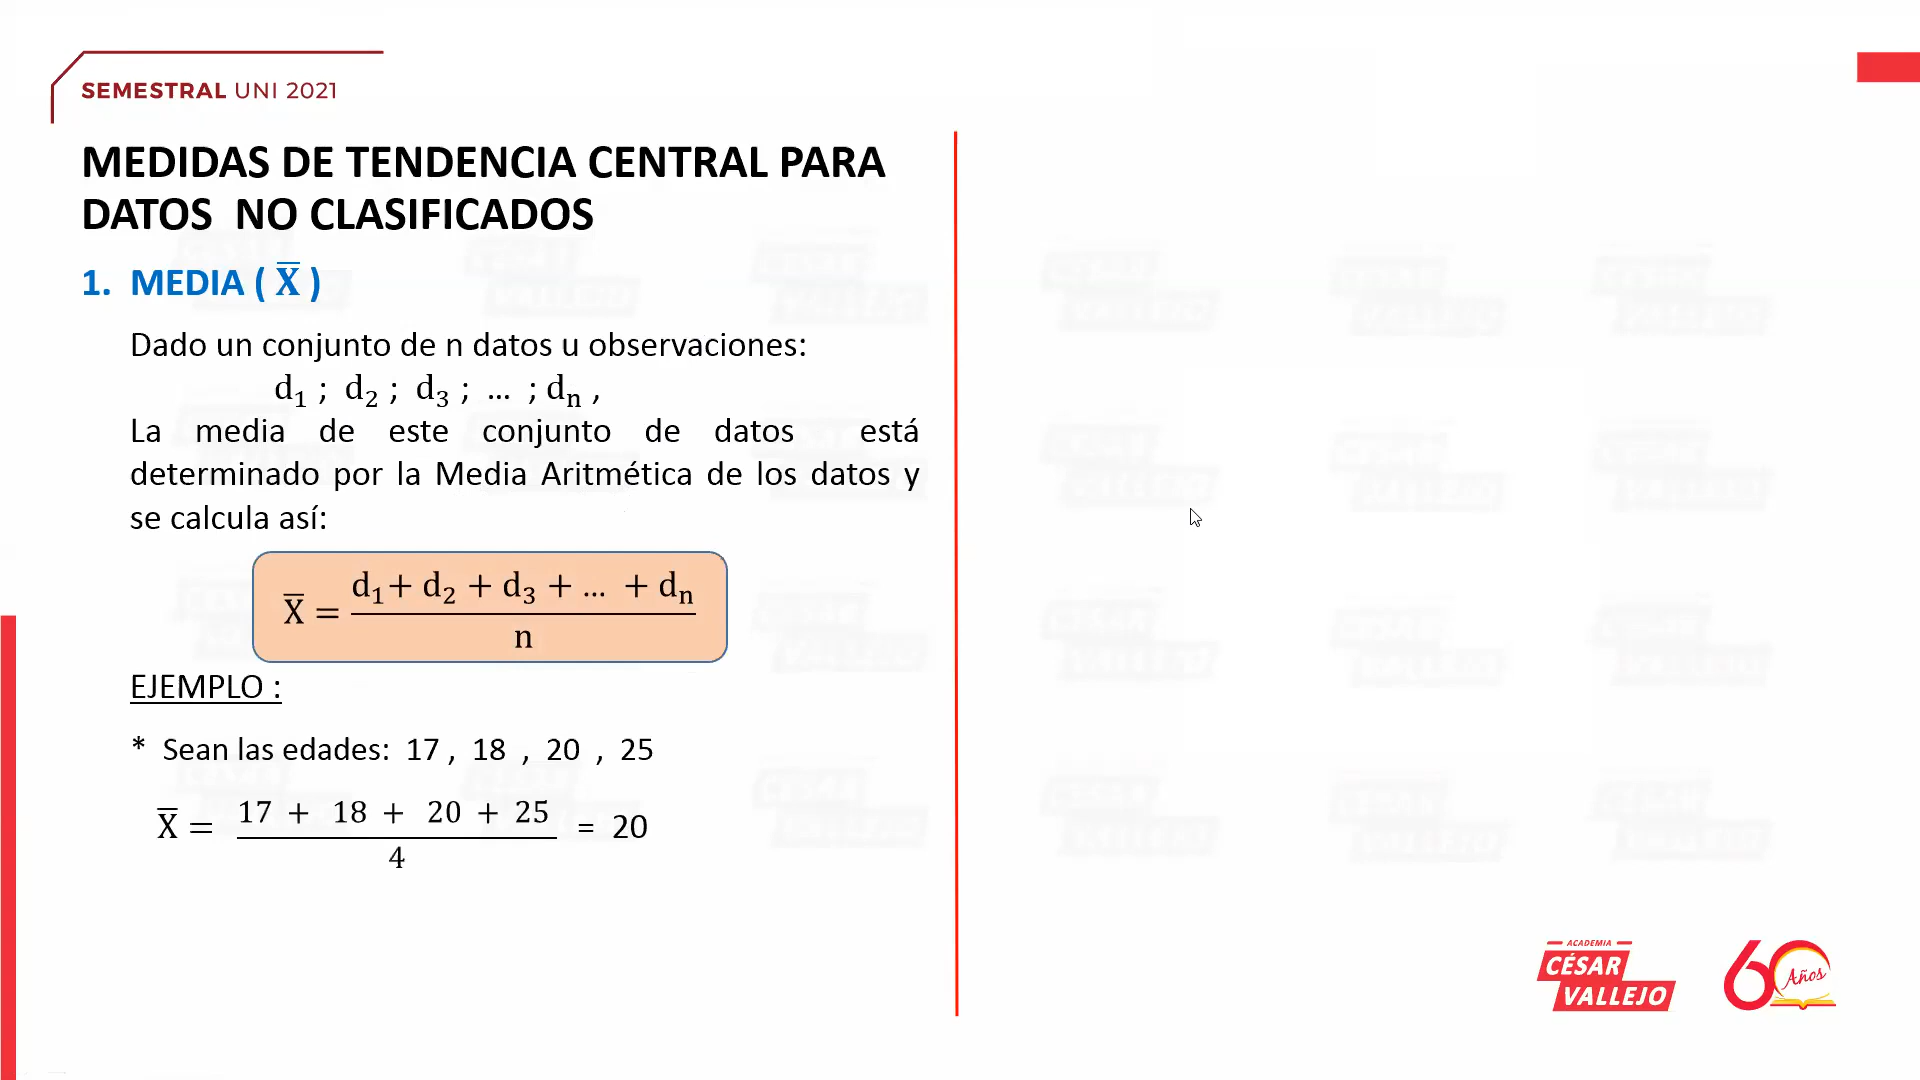 SEMESTRAL UNI 2021
MEDIDAS DE TENDENCIA CENTRAL PARA
DATOS NO CLASIFICADOS
1. MEDIA ( X̅ )
Dado un conjunto de n datos u observaciones:
d₁ ; d₂ ; d₃ ; … ; dₙ ,
La media de este conjunto de datos está
determinado por la Media Aritmética de los datos y
se calcula así:
X̅ = (d₁+ d₂ + d₃ + … + dₙ) / n
EJEMPLO :
* Sean las edades: 17 , 18 , 20 , 25
X̅ = (17 + 18 + 20 + 25) / 4 = 20
ACADEMIA
CÉSAR
VALLEJO
60 Años